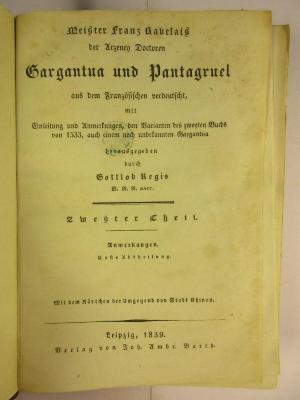 Meister Franz Rabelais
der Arzeney Doctoren
Gargantua und Pantagruel
aus dem Französischen verdeutscht,
mit
Einleitung und Anmerkungen, den Varianten des zweyten Buchs
von 1533, auch einem noch unbekannten Gargantua
herausgegeben
durch
Gottlob Regis
B. R. R. acc.
Zweyter Theil.
Anmerkungen.
Erste Abtheilung.
Mit dem Kärtchen der Umgegend von Stadt Chinon.
Leipzig, 1839.
Verlag von Joh. Ambr. Barth.